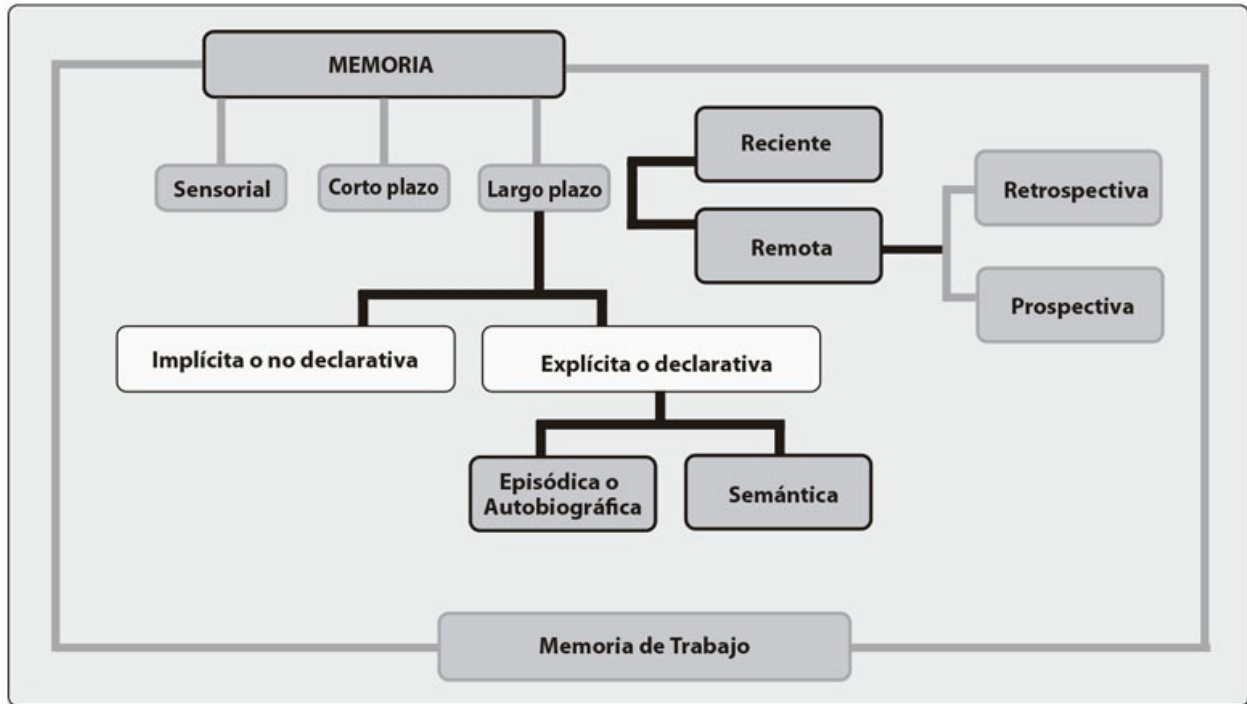 MEMORIA
Reciente
Sensorial
Corto plazo
Largo plazo
Retrospectiva
Remota
Prospectiva
Implícita o no declarativa
Explícita o declarativa
Episódica o
Autobiográfica
Semántica
Memoria de Trabajo